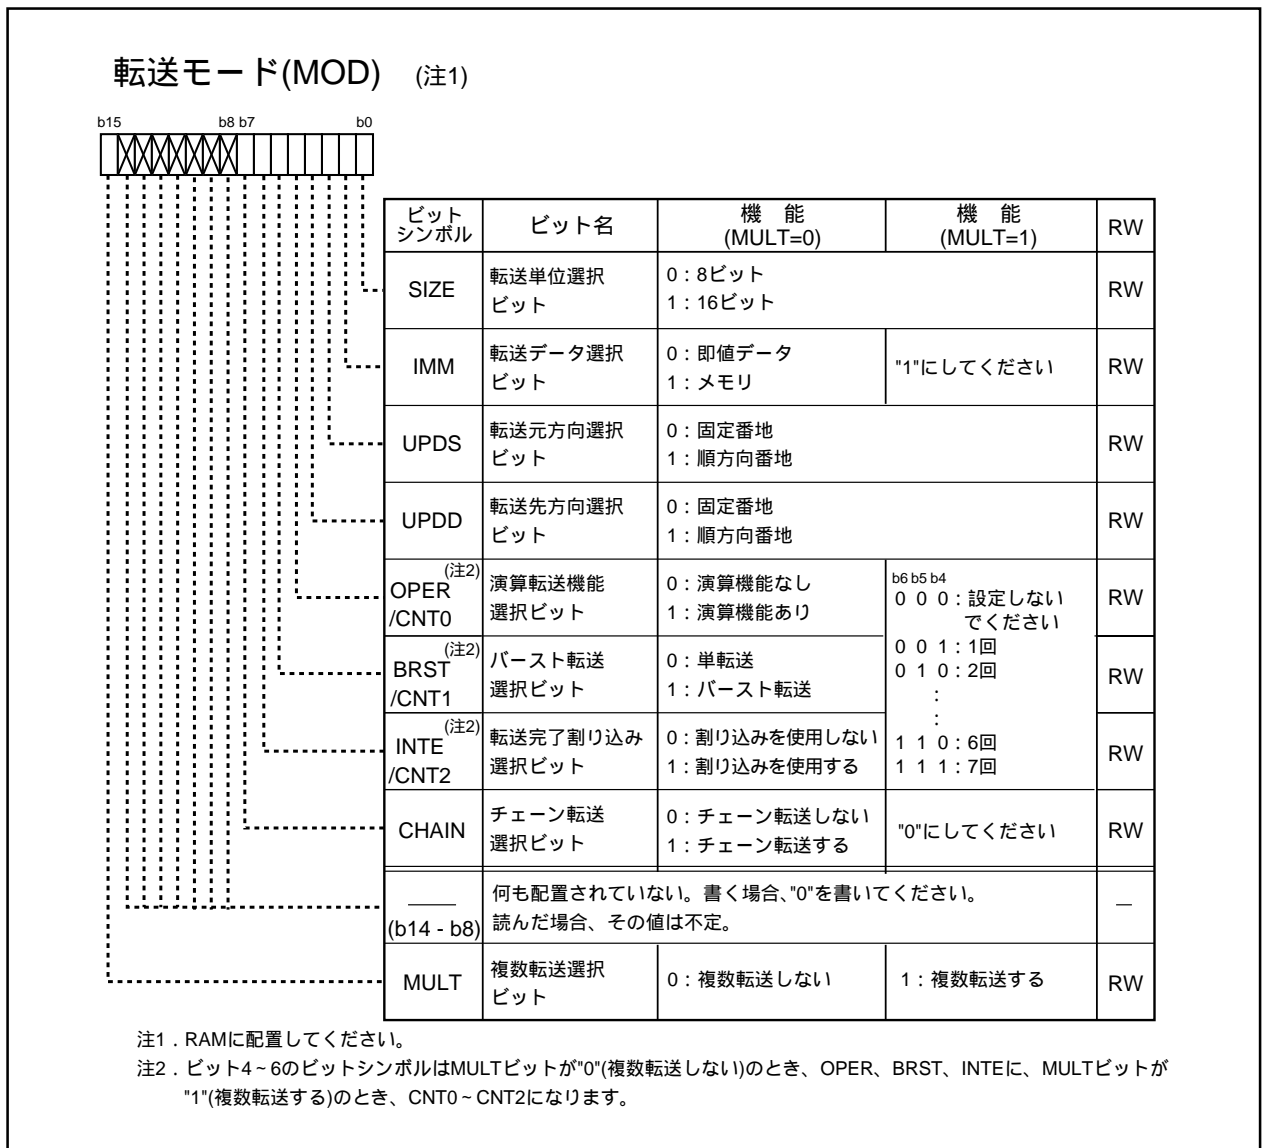 転送モード(MOD) (注1)
b15 b8 b7 b0
ビットシンボル ビット名 機 能 (MULT=0) 機 能 (MULT=1) RW
SIZE 転送単位選択ビット 0:8ビット RW
1:16ビット
IMM 転送データ選択ビット 0:即値データ "1"にしてください RW
1:メモリ
UPDS 転送元方向選択ビット 0:固定番地 RW
1:順方向番地
UPDD 転送先方向選択ビット 0:固定番地 RW
1:順方向番地
OPER/CNT0 (注2) 演算転送機能選択ビット 0:演算機能なし RW
1:演算機能あり
b6 b5 b4
0 0 0:設定しない
でください
0 0 1:1回
0 1 0:2回
:
:
1 1 0:6回
1 1 1:7回
BRST/CNT1 (注2) バースト転送選択ビット 0:単転送 RW
1:バースト転送
INTE/CNT2 (注2) 転送完了割り込み選択ビット 0:割り込みを使用しない RW
1:割り込みを使用する
CHAIN チェーン転送選択ビット 0:チェーン転送しない "0"にしてください RW
1:チェーン転送する
― (b14 - b8) 何も配置されていない。書く場合、"0"を書いてください。 ―
読んだ場合、その値は不定。
MULT 複数転送選択ビット 0:複数転送しない 1:複数転送する RW
注1.RAMに配置してください。
注2.ビット4~6のビットシンボルはMULTビットが"0"(複数転送しない)のとき、OPER、BRST、INTEに、MULTビットが
"1"(複数転送する)のとき、CNT0~CNT2になります。